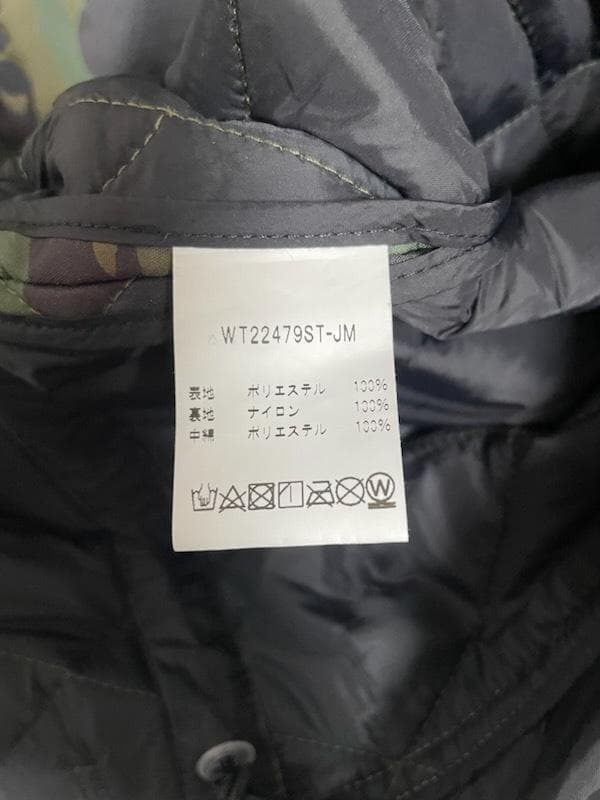 WT22479ST-JM
表地 ポリエステル 100%
裏地 ナイロン 100%
中綿 ポリエステル 100%
W